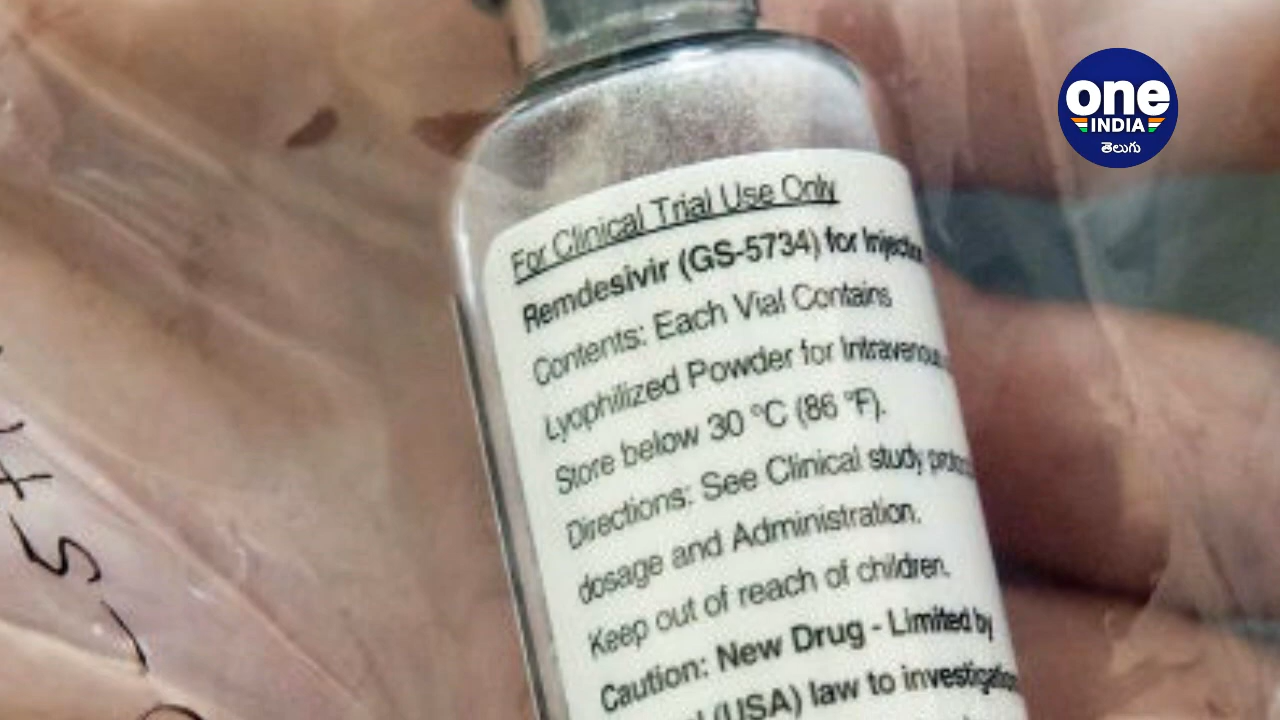 one
INDIA
తెలుగు
For Clinical Trial Use Only
Remdesivir (GS-5734) for Injection
Contents: Each Vial Contains
Lyophilized Powder for Intravenous
Store below 30 °C (86 °F).
Directions: See Clinical study
dosage and Administration.
Keep out of reach of children.
Caution: New Drug - Limited by
(USA) law to